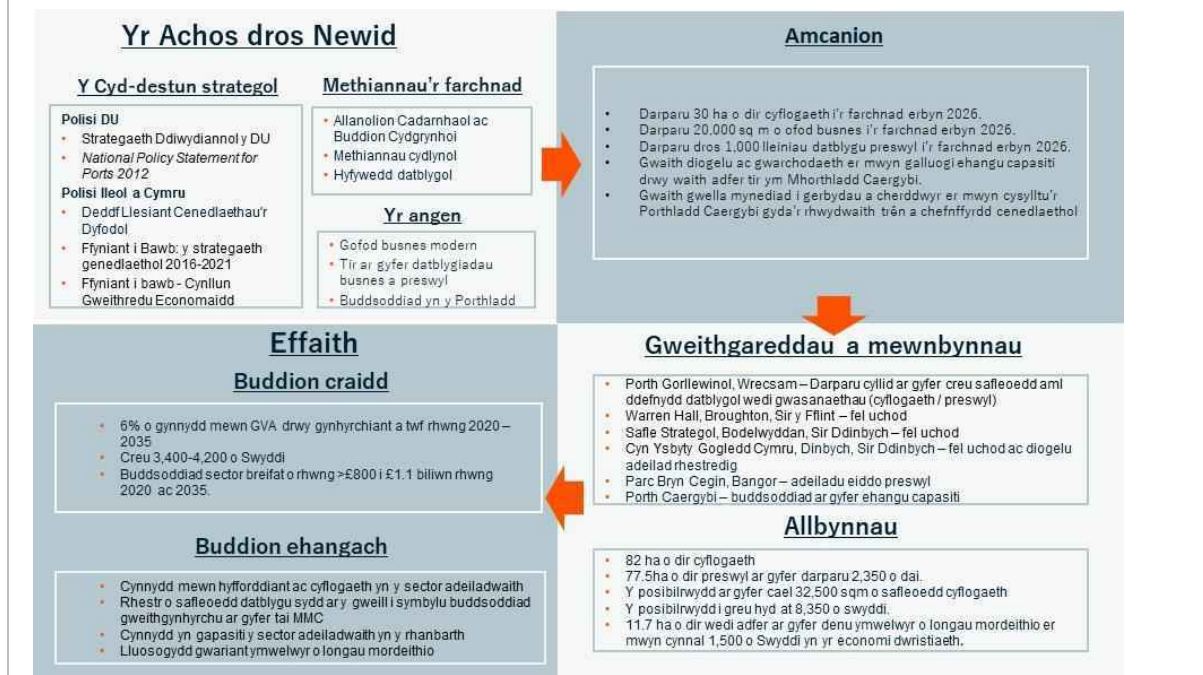 Yr Achos dros Newid
Y Cyd-destun strategol
Polisi DU
• Strategaeth Ddiwydiannol y DU
• National Policy Statement for
Ports 2012
Polisi lleol a Cymru
• Deddf Llesiant Cenedlaethau'r
Dyfodol
• Ffyniant i Bawb: y strategaeth
genedlaethol 2016-2021
• Ffyniant i bawb - Cynllun
Gweithredu Economaidd
Methiannau'r farchnad
• Allanolion Cadarnhaol ac
Buddion Cydgrynhoi
• Methiannau cydlynol
• Hyfywedd datblygol
Yr angen
• Gofod busnes modern
• Tir ar gyfer datblygiadau
busnes a preswyl
• Buddsoddiad yn y Porthladd
Amcanion
• Darparu 30 ha o dir cyflogaeth i'r farchnad erbyn 2026.
• Darparu 20,000 sq m o ofod busnes i'r farchnad erbyn 2026.
• Darparu dros 1,000 lleiniau datblygu preswyl i'r farchnad erbyn 2026.
• Gwaith diogelu ac gwarchodaeth er mwyn galluogi ehangu capasiti
drwy waith adfer tir ym Mhorthladd Caergybi.
• Gwaith gwella mynediad i gerbydau a cherddwyr er mwyn cysylltu'r
Porthladd Caergybi gyda'r rhwydwaith trên a chefnffyrdd cenedlaethol
Gweithgareddau a mewnbynnau
• Porth Gorllewinol, Wrecsam – Darparu cyllid ar gyfer creu safleoedd aml
ddefnydd datblygol wedi gwasanaethau (cyflogaeth / preswyl)
• Warren Hall, Broughton, Sir y Fflint – fel uchod
• Safle Strategol, Bodelwyddan, Sir Ddinbych – fel uchod
• Cyn Ysbyty Gogledd Cymru, Dinbych, Sir Ddinbych – fel uchod ac diogelu
adeilad rhestredig
• Parc Bryn Cegin, Bangor – adeiladu eiddo preswyl
• Porth Caergybi – buddsoddiad ar gyfer ehangu capasiti
Allbynnau
• 82 ha o dir cyflogaeth
• 77.5ha o dir preswyl ar gyfer darparu 2,350 o dai.
• Y posibilrwydd ar gyfer cael 32,500 sqm o safleoedd cyflogaeth
• Y posibilrwydd i greu hyd at 8,350 o swyddi.
• 11.7 ha o dir wedi adfer ar gyfer denu ymwelwyr o longau mordeithio er
mwyn cynnal 1,500 o Swyddi yn yr economi dwristiaeth.
Effaith
Buddion craidd
• 6% o gynnydd mewn GVA drwy gynhyrchiant a twf rhwng 2020 –
2035
• Creu 3,400-4,200 o Swyddi
• Buddsoddiad sector breifat o rhwng >£800 i £1.1 biliwn rhwng
2020 ac 2035.
Buddion ehangach
• Cynnydd mewn hyfforddiant ac cyflogaeth yn y sector adeiladwaith
• Rhestr o safleoedd datblygu sydd ar y gweill i symbylu buddsoddiad
gweithgynhyrchu ar gyfer tai MMC
• Cynnydd yn gapasiti y sector adeiladwaith yn y rhanbarth
• Lluosogydd gwariant ymwelwyr o longau mordeithio